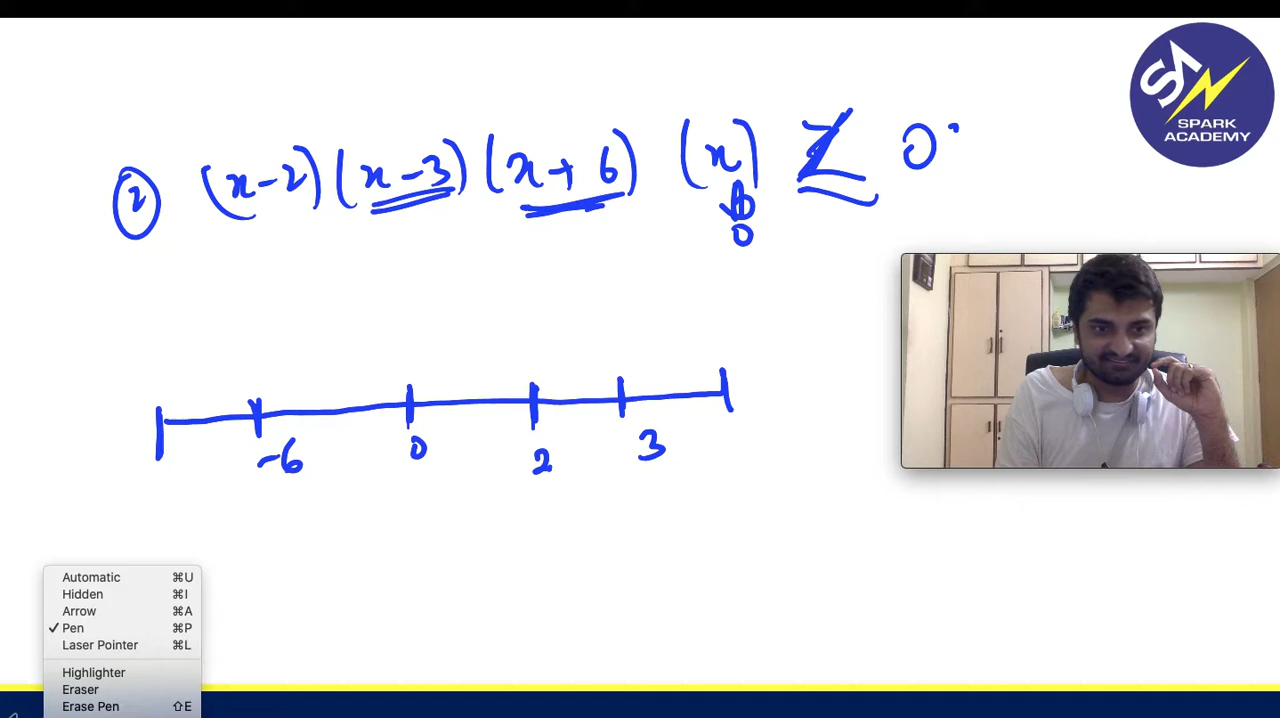 SPARK
ACADEMY
② (x-2)(x-3)(x+6) (x) ≤ 0
0
-6 0 2 3
Automatic ⌘U
Hidden ⌘I
Arrow ⌘A
✓ Pen ⌘P
Laser Pointer ⌘L
Highlighter
Eraser
Erase Pen ⇧E